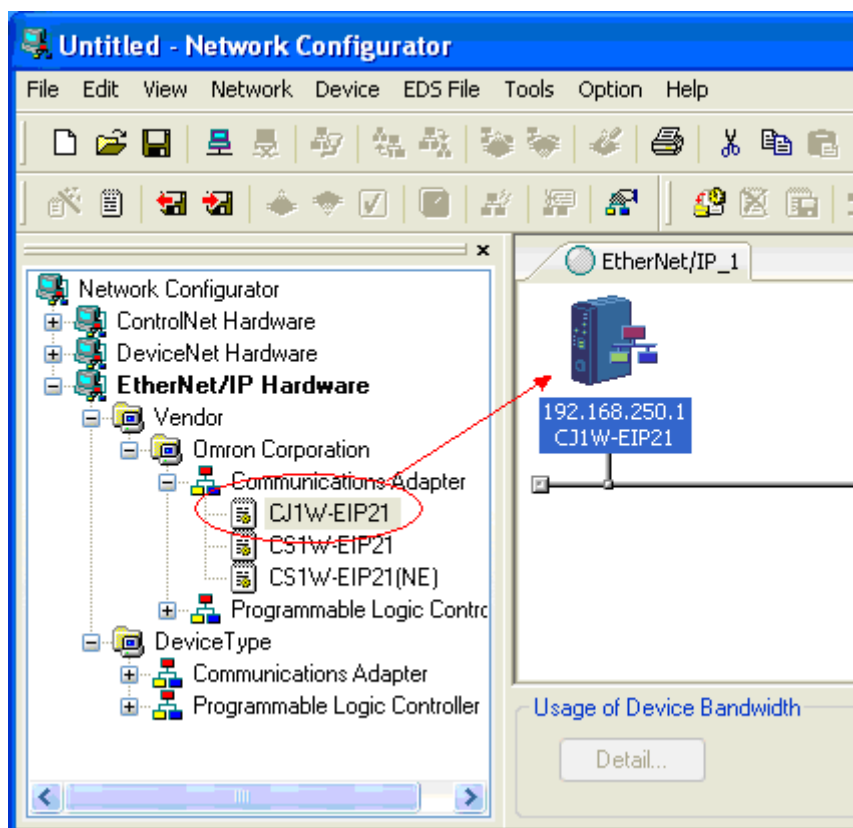 Untitled - Network Configurator
File Edit View Network Device EDS File Tools Option Help
EtherNet/IP_1
Network Configurator
ControlNet Hardware
DeviceNet Hardware
EtherNet/IP Hardware
Vendor
Omron Corporation
Communications Adapter
CJ1W-EIP21
CS1W-EIP21
CS1W-EIP21(NE)
Programmable Logic Contrc
DeviceType
Communications Adapter
Programmable Logic Controller
192.168.250.1
CJ1W-EIP21
Usage of Device Bandwidth
Detail...